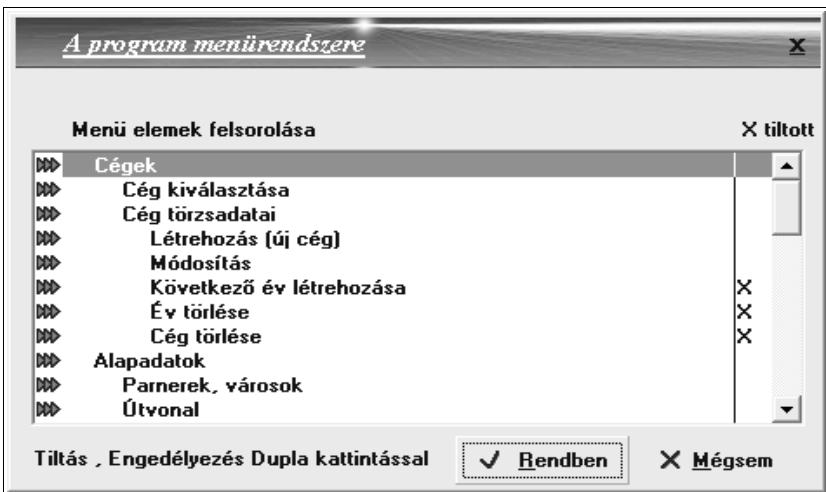 A program menürendszere x
Menü elemek felsorolása X tiltott
Cégek
Cég kiválasztása
Cég törzsadatai
Létrehozás (új cég)
Módosítás
Következő év létrehozása X
Év törlése X
Cég törlése X
Alapadatok
Parnerek, városok
Útvonal
Tiltás , Engedélyezés Dupla kattintással Rendben Mégsem